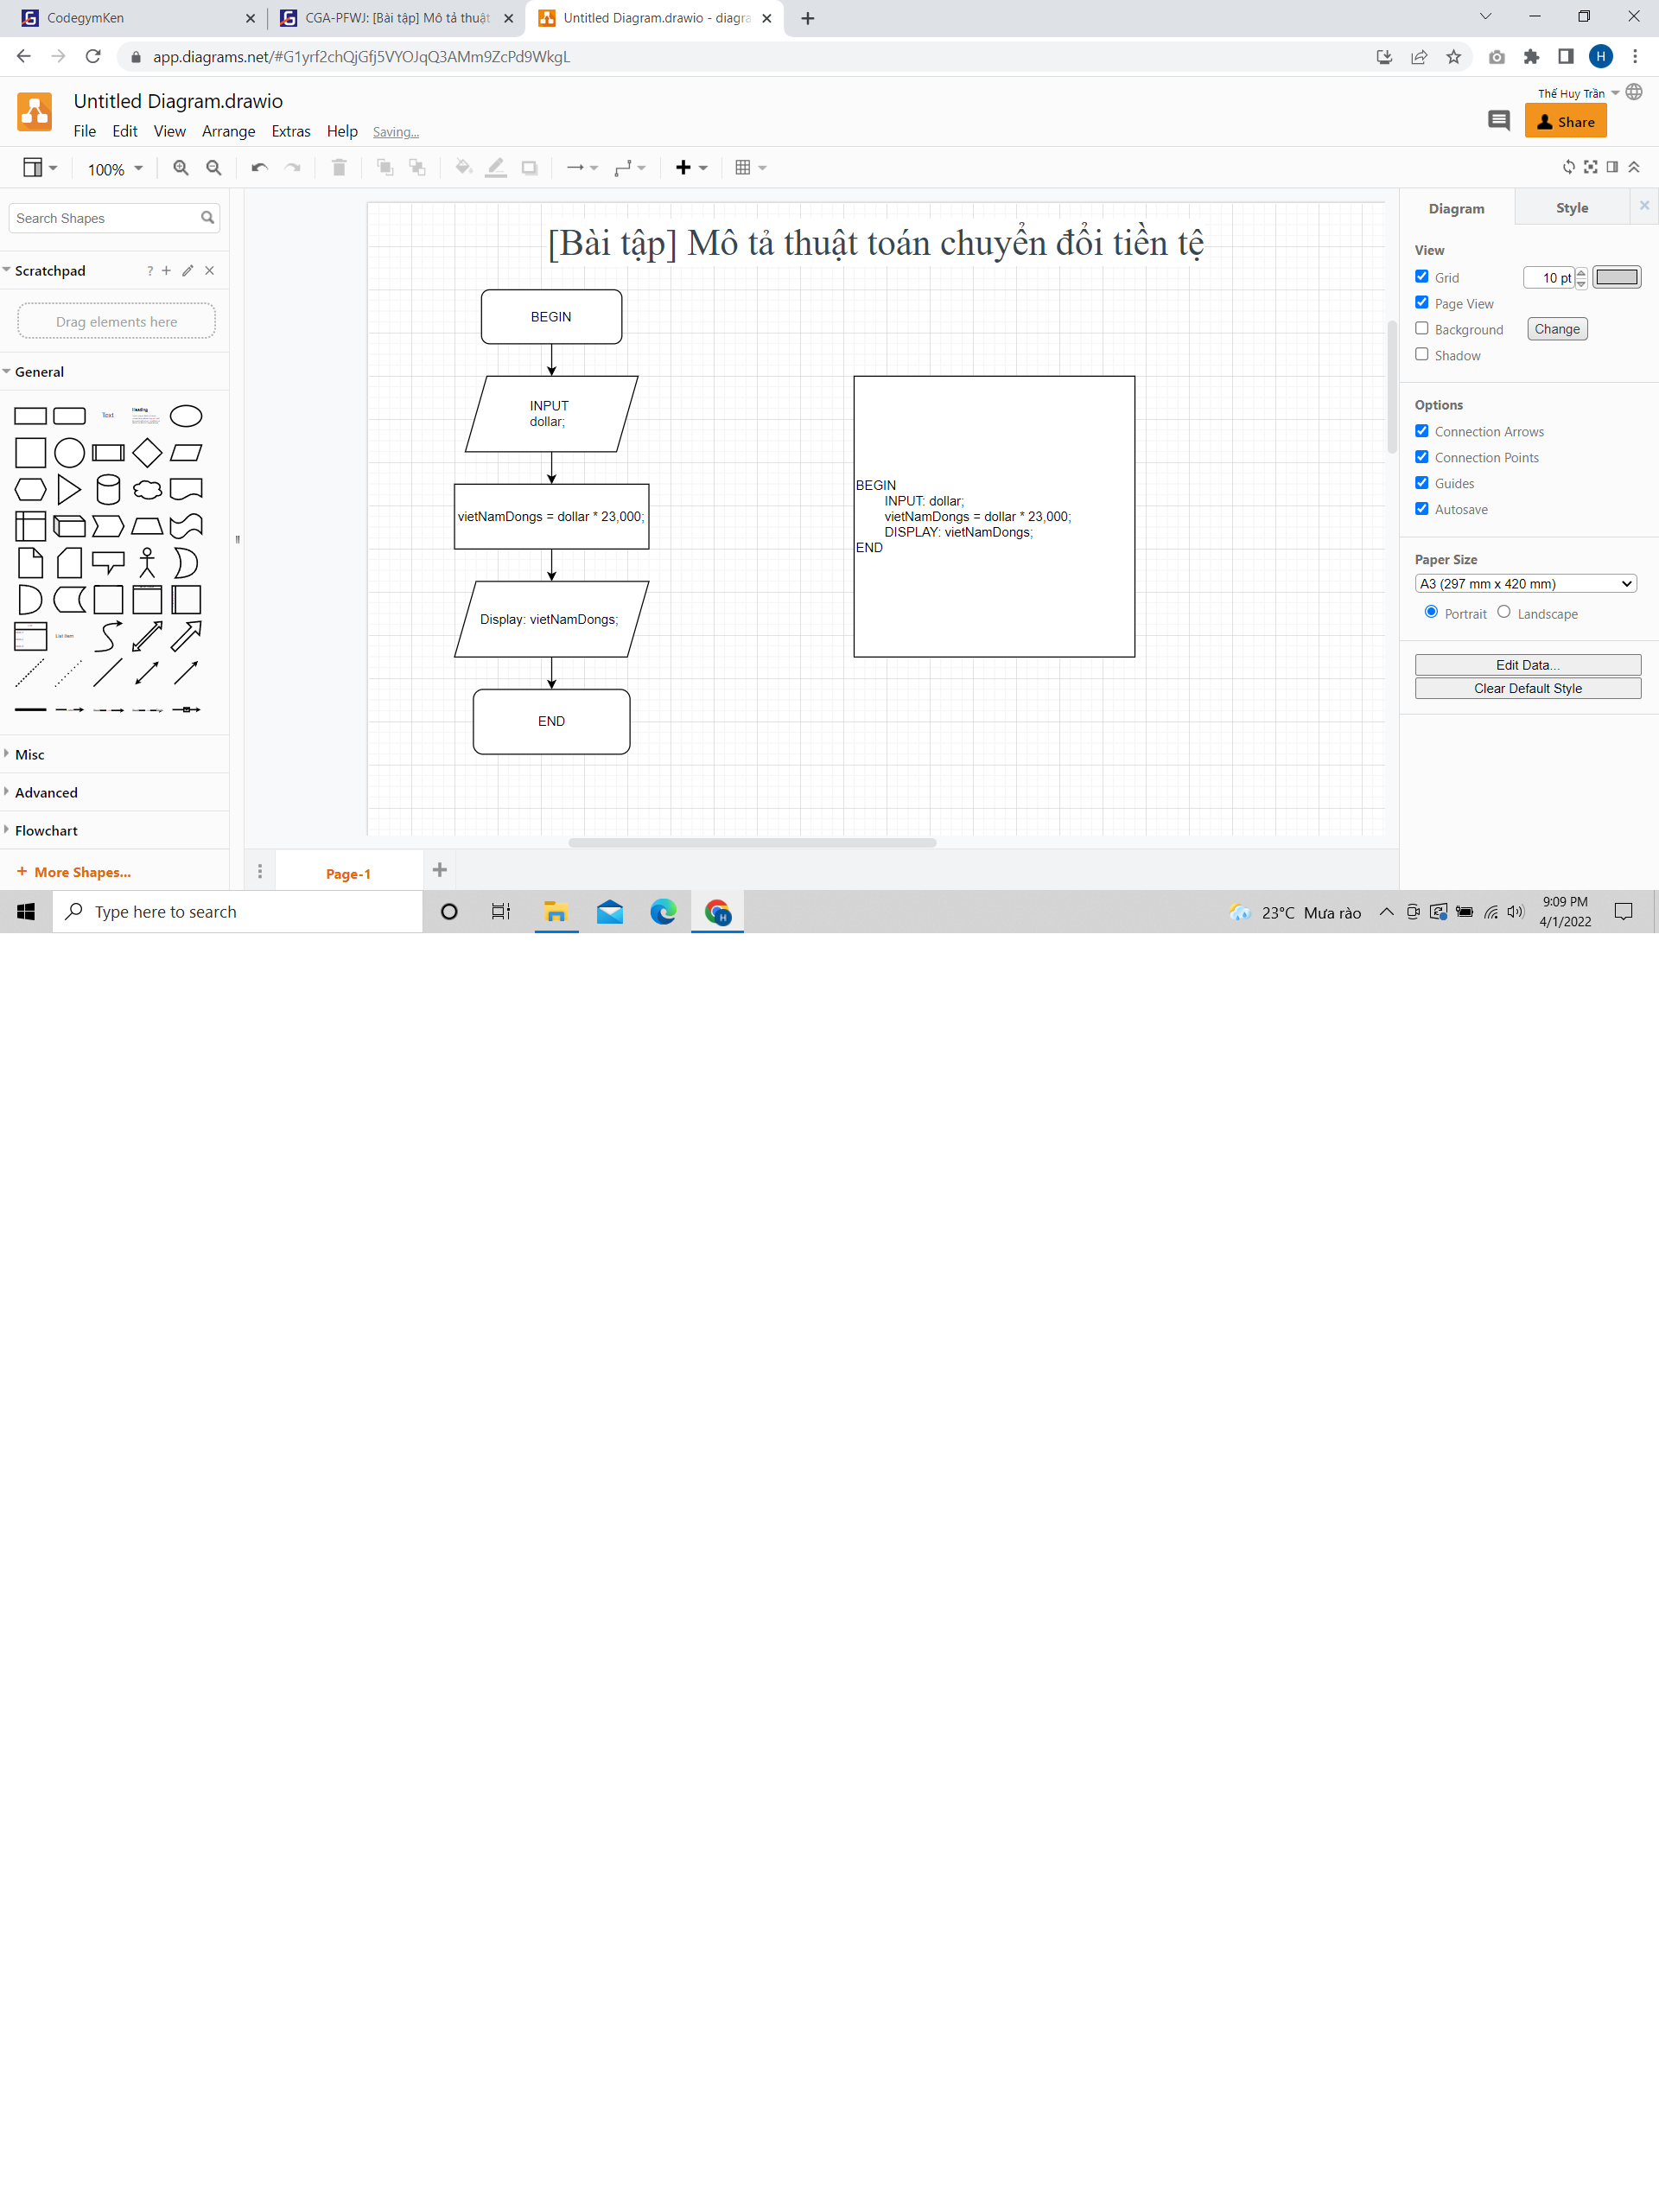 CodegymKen
CGA-PFWJ: [Bài tập] Mô tả thuật
Untitled Diagram.drawio - diagra
app.diagrams.net/#G1yrf2chQjGfj5VYOJqQ3AMm9ZcPd9WkgL
H
Untitled Diagram.drawio
File Edit View Arrange Extras Help Saving...
Thế Huy Trần
Share
100%
Search Shapes
Scratchpad
?
Drag elements here
General
Text
Heading
List Item
Misc
Advanced
Flowchart
+ More Shapes...
[Bài tập] Mô tả thuật toán chuyển đổi tiền tệ
BEGIN
INPUT
dollar;
vietNamDongs = dollar * 23,000;
Display: vietNamDongs;
END
BEGIN
INPUT: dollar;
vietNamDongs = dollar * 23,000;
DISPLAY: vietNamDongs;
END
Page-1
Diagram
Style
View
Grid
10 pt
Page View
Background
Change
Shadow
Options
Connection Arrows
Connection Points
Guides
Autosave
Paper Size
A3 (297 mm x 420 mm)
Portrait
Landscape
Edit Data...
Clear Default Style
Type here to search
H
23°C Mưa rào
9:09 PM
4/1/2022